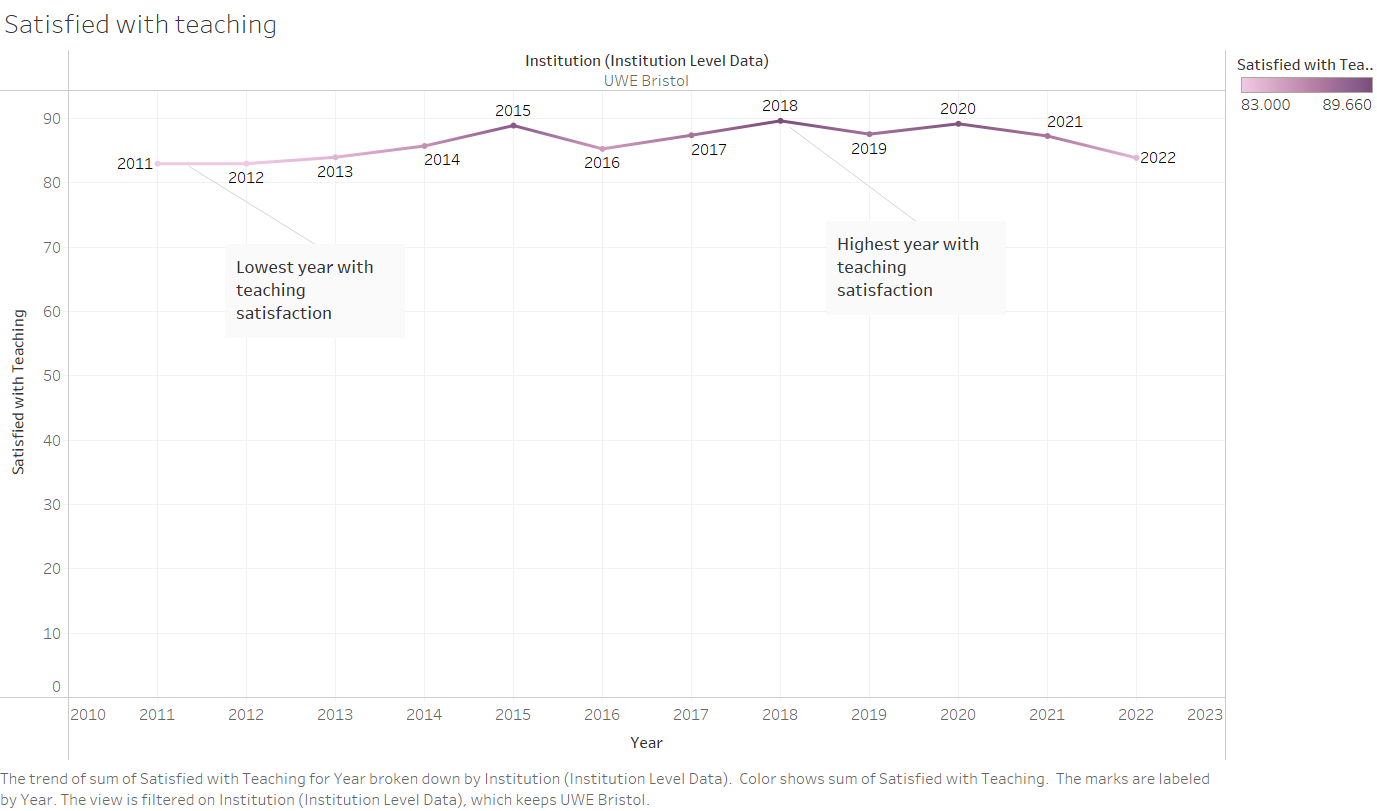 Satisfied with teaching
Institution (Institution Level Data)
UWE Bristol
Satisfied with Tea..
83.000 89.660
Satisfied with Teaching
90
80
70
60
50
40
30
20
10
0
2011
2012
2013
2014
2015
2016
2017
2018
2019
2020
2021
2022
Lowest year with
teaching
satisfaction
Highest year with
teaching
satisfaction
2010 2011 2012 2013 2014 2015 2016 2017 2018 2019 2020 2021 2022 2023
Year
The trend of sum of Satisfied with Teaching for Year broken down by Institution (Institution Level Data).  Color shows sum of Satisfied with Teaching.  The marks are labeled
by Year. The view is filtered on Institution (Institution Level Data), which keeps UWE Bristol.